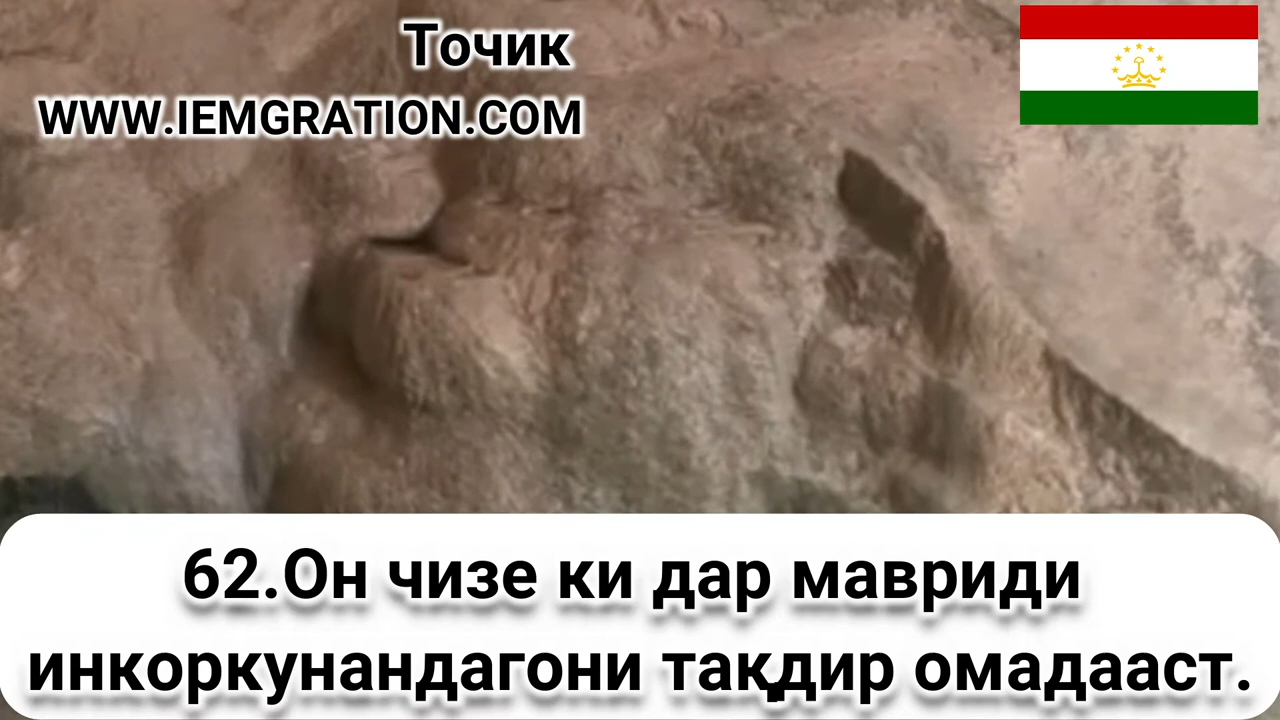 Точик
WWW.IEMGRATION.COM
62.Он чизе ки дар мавриди
инкоркунандагони тақдир омадааст.